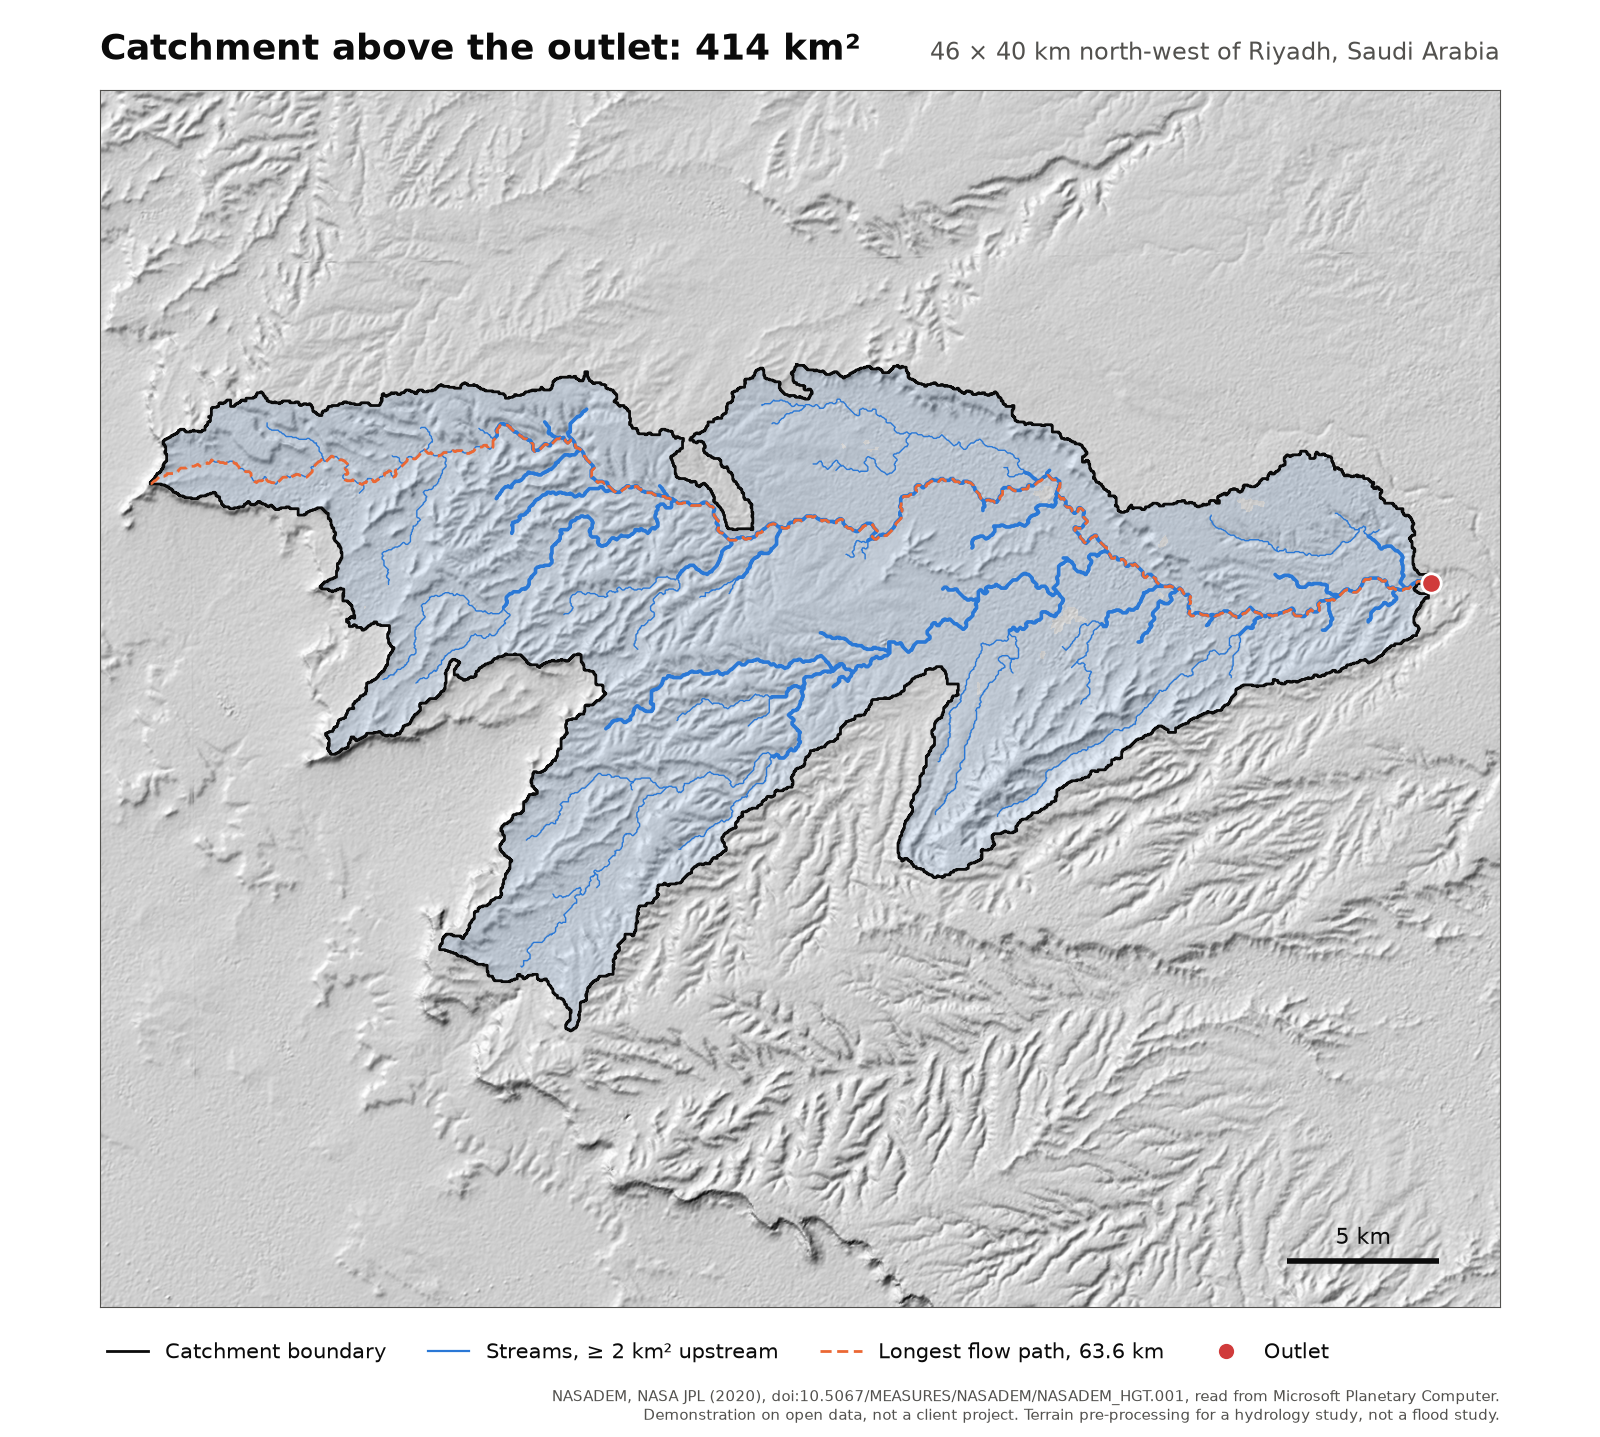 Catchment above the outlet: 414 km²
46 × 40 km north-west of Riyadh, Saudi Arabia
5 km
Catchment boundary
Streams, ≥ 2 km² upstream
Longest flow path, 63.6 km
Outlet
NASADEM, NASA JPL (2020), doi:10.5067/MEASURES/NASADEM/NASADEM_HGT.001, read from Microsoft Planetary Computer.
Demonstration on open data, not a client project. Terrain pre-processing for a hydrology study, not a flood study.